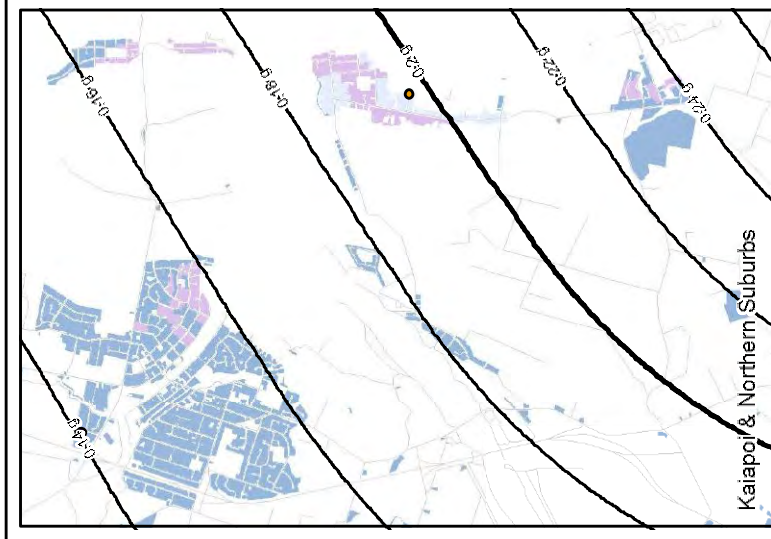 0.16 g
0.18 g
0.2 g
0.22 g
0.24 g
0.14 g
Kaiapoi & Northern Suburbs